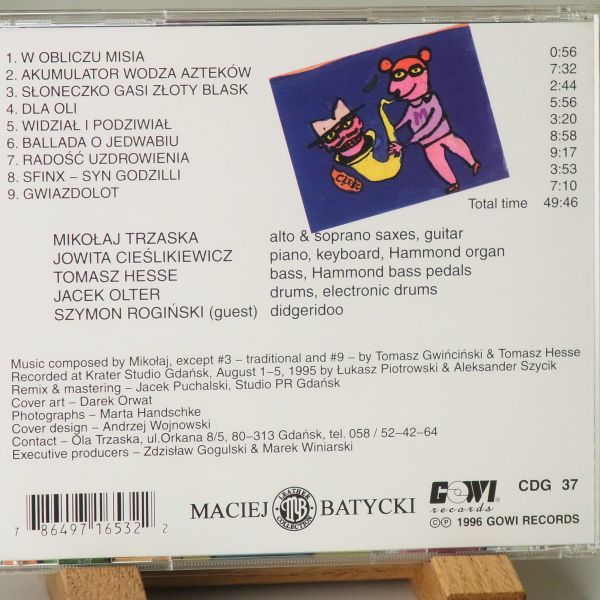 1. W OBLICZU MISIA 0:56
2. AKUMULATOR WODZA AZTEKÓW 7:32
3. SŁONECZKO GASI ZŁOTY BLASK 2:44
4. DLA OLI 5:56
5. WIDZIAŁ I PODZIWIAŁ 3:20
6. BALLADA O JEDWABIU 8:58
7. RADOŚĆ UZDROWIENIA 9:17
8. SFINX – SYN GODZILLI 3:53
9. GWIAZDOLOT 7:10
Total time 49:46
M
MIKOŁAJ TRZASKA alto & soprano saxes, guitar
JOWITA CIEŚLIKIEWICZ piano, keyboard, Hammond organ
TOMASZ HESSE bass, Hammond bass pedals
JACEK OLTER drums, electronic drums
SZYMON ROGIŃSKI (guest) didgeridoo
Music composed by Mikołaj, except #3 – traditional and #9 – by Tomasz Gwińciński & Tomasz Hesse
Recorded at Krater Studio Gdańsk, August 1–5, 1995 by Łukasz Piotrowski & Aleksander Szycik
Remix & mastering – Jacek Puchalski, Studio PR Gdańsk
Cover art – Darek Orwat
Photographs – Marta Handschke
Cover design – Andrzej Wojnowski
Contact – Ola Trzaska, ul.Orkana 8/5, 80–313 Gdańsk, tel. 058 / 52–42–64
Executive producers – Zdzisław Gogulski & Marek Winiarski
7 86497 16532 2
MACIEJ LEATHER MB COLLECTION BATYCKI
GOWI records
CDG 37
© ℗ 1996 GOWI RECORDS